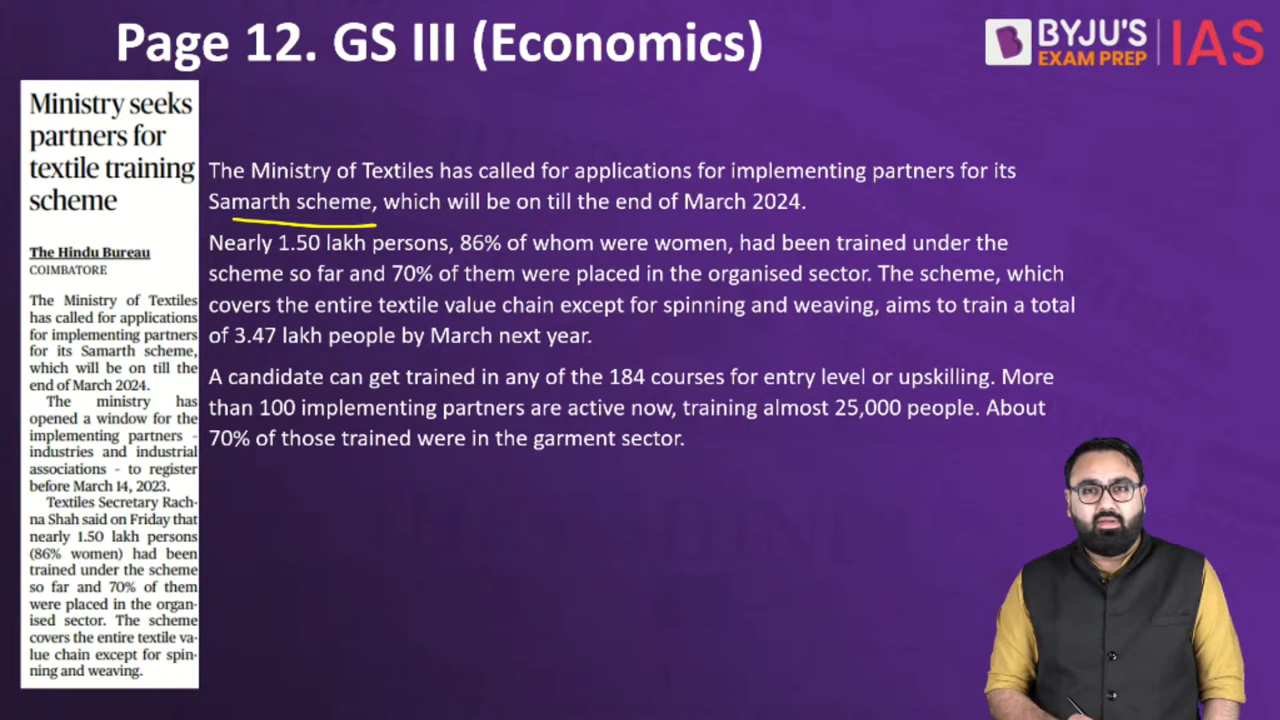 Page 12. GS III (Economics)
BYJU'S
EXAM PREP
IAS
Ministry seeks
partners for
textile training
scheme
The Hindu Bureau
COIMBATORE
The Ministry of Textiles
has called for applications
for implementing partners
for its Samarth scheme,
which will be on till the
end of March 2024.
The ministry has
opened a window for the
implementing partners -
industries and industrial
associations - to register
before March 14, 2023.
Textiles Secretary Rach-
na Shah said on Friday that
nearly 1.50 lakh persons
(86% women) had been
trained under the scheme
so far and 70% of them
were placed in the organ-
ised sector. The scheme
covers the entire textile va-
lue chain except for spin-
ning and weaving.
The Ministry of Textiles has called for applications for implementing partners for its
Samarth scheme, which will be on till the end of March 2024.
Nearly 1.50 lakh persons, 86% of whom were women, had been trained under the
scheme so far and 70% of them were placed in the organised sector. The scheme, which
covers the entire textile value chain except for spinning and weaving, aims to train a total
of 3.47 lakh people by March next year.
A candidate can get trained in any of the 184 courses for entry level or upskilling. More
than 100 implementing partners are active now, training almost 25,000 people. About
70% of those trained were in the garment sector.